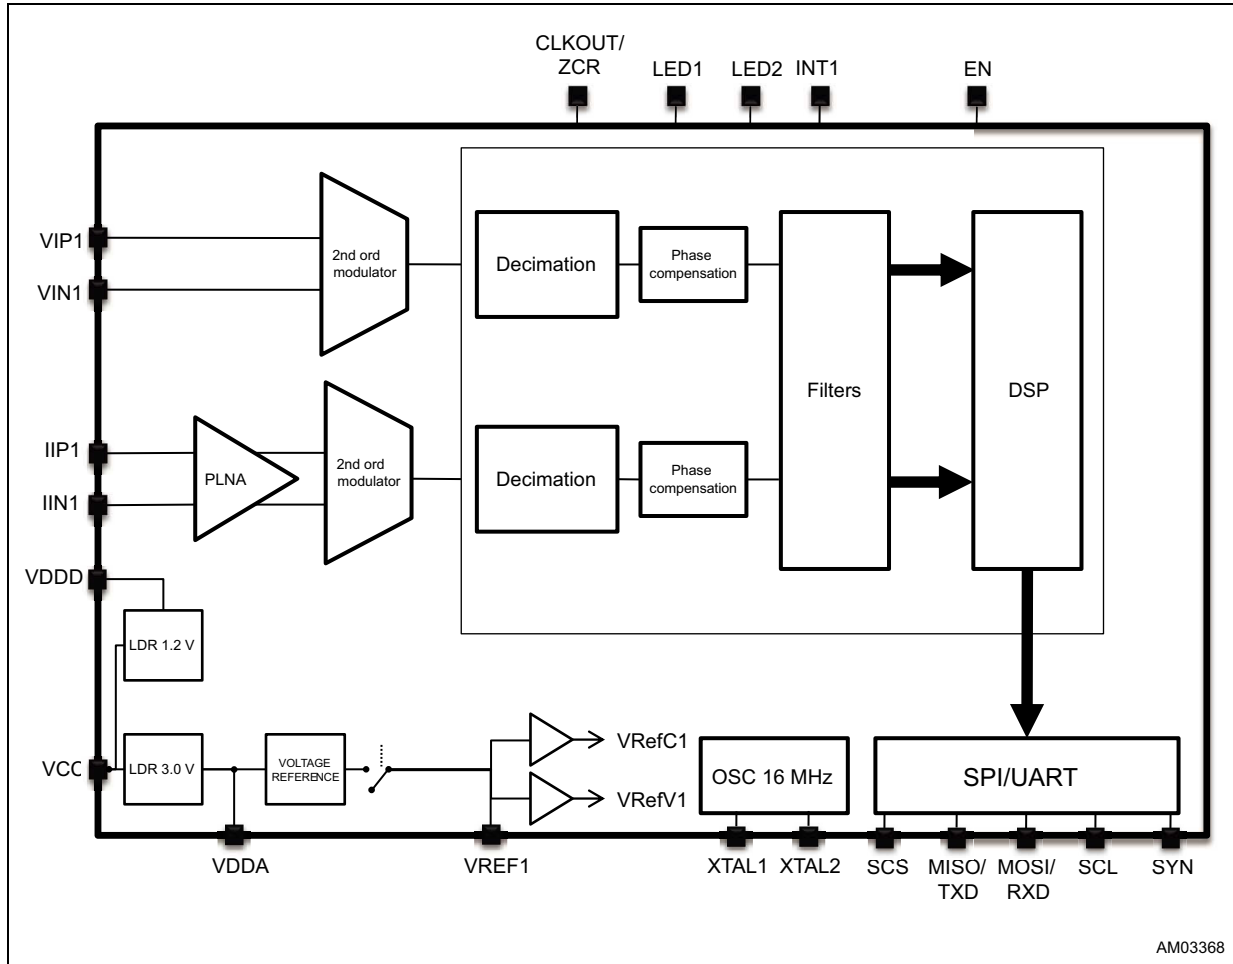 CLKOUT/
ZCR
LED1
LED2
INT1
EN
VIP1
VIN1
2nd ord
modulator
Decimation
Phase
compensation
Filters
DSP
IIP1
IIN1
PLNA
2nd ord
modulator
Decimation
Phase
compensation
VDDD
LDR 1.2 V
VCC
LDR 3.0 V
VOLTAGE
REFERENCE
VRefC1
VRefV1
OSC 16 MHz
SPI/UART
VDDA
VREF1
XTAL1
XTAL2
SCS
MISO/
TXD
MOSI/
RXD
SCL
SYN
AM03368